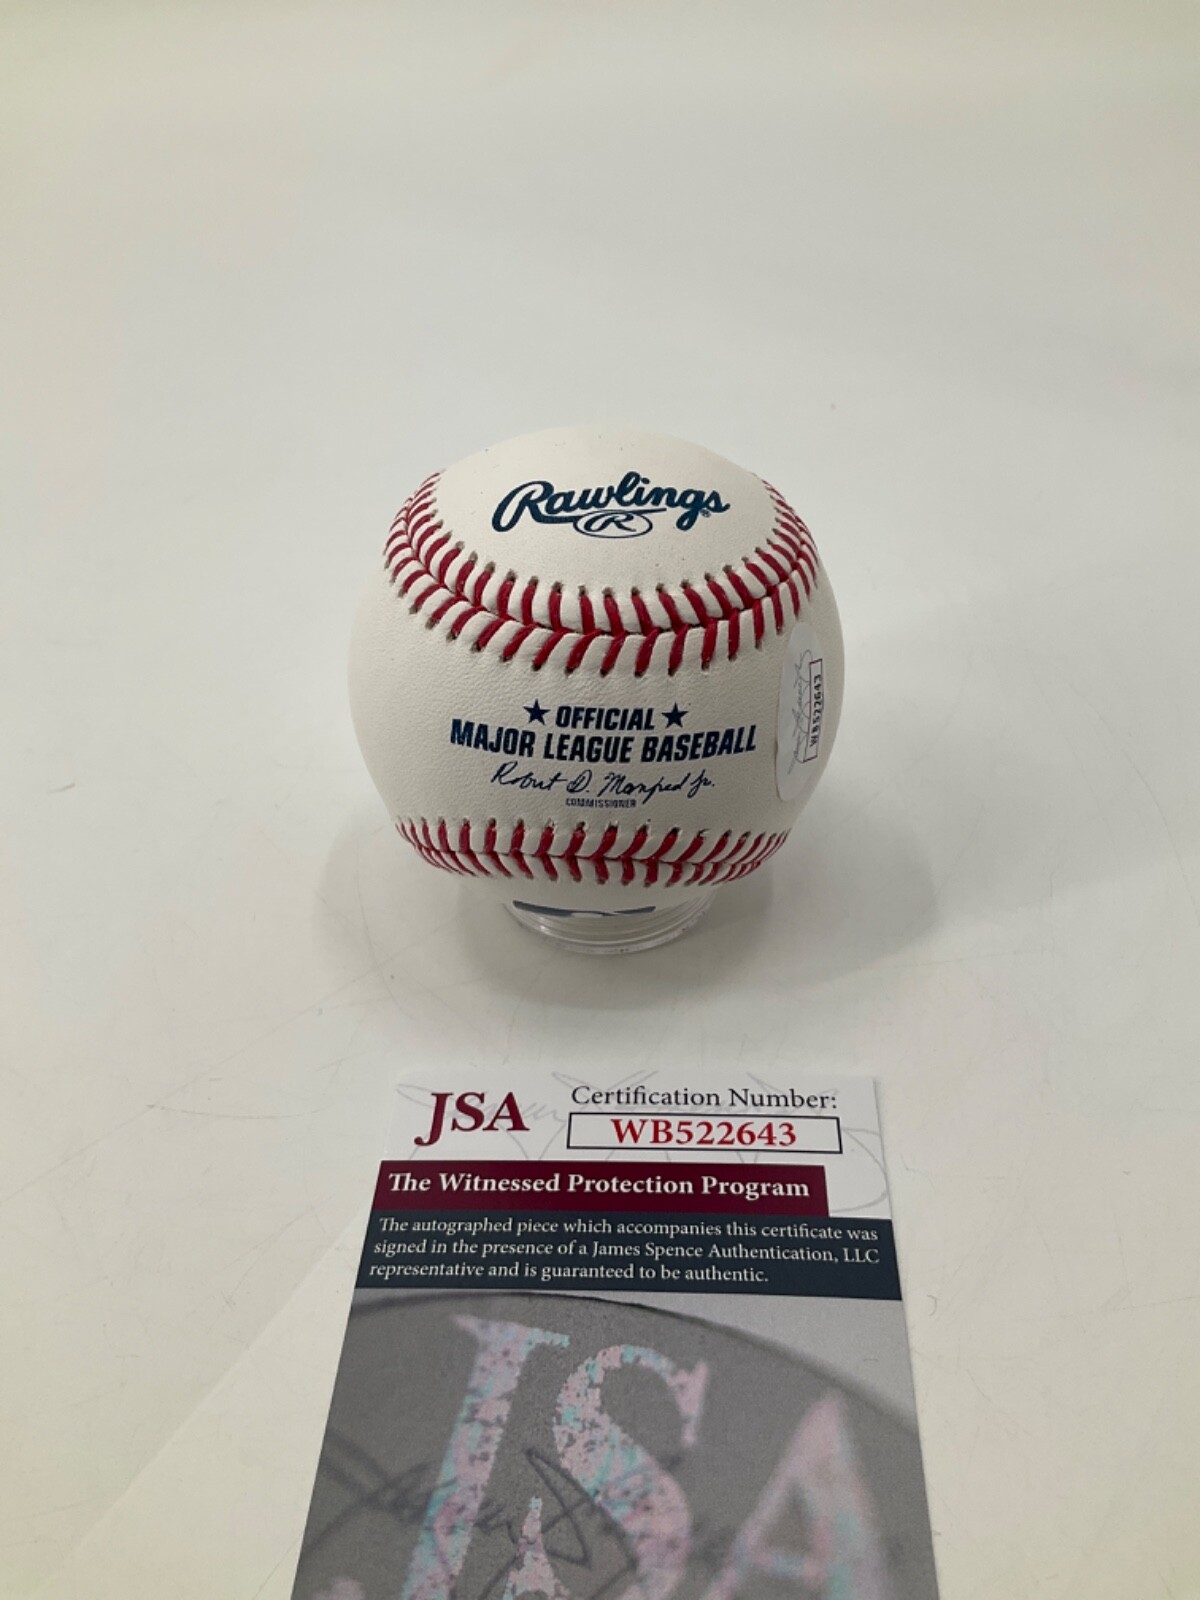 Rawlings®
R
★ OFFICIAL ★
MAJOR LEAGUE BASEBALL
Robert D. Manfred Jr.
COMMISSIONER
WB522643
JSA
Certification Number:
WB522643
The Witnessed Protection Program
The autographed piece which accompanies this certificate was
signed in the presence of a James Spence Authentication, LLC
representative and is guaranteed to be authentic.
JSA